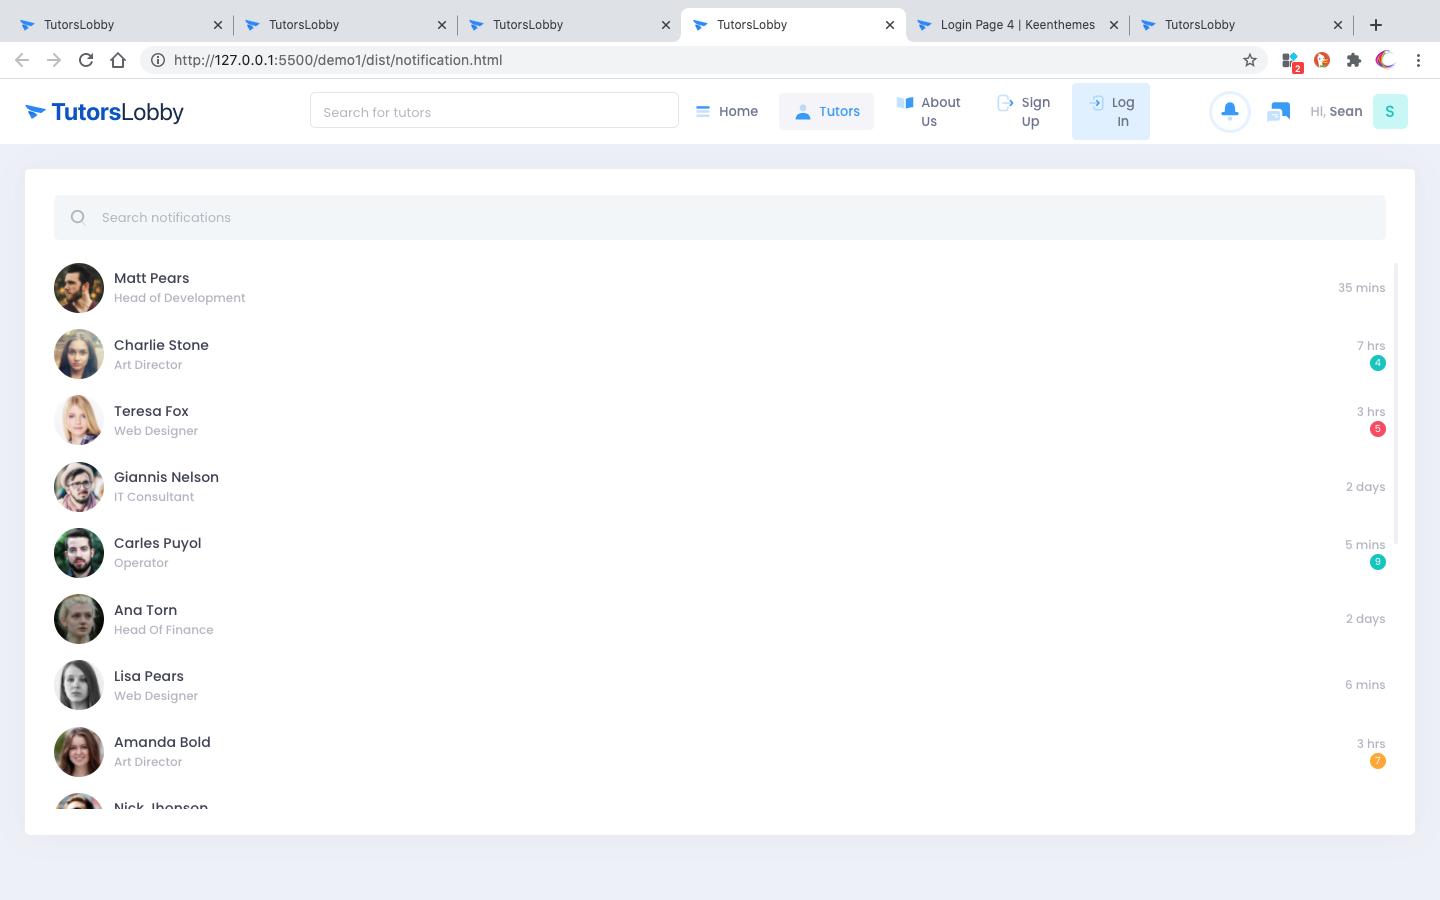 TutorsLobby
TutorsLobby
TutorsLobby
TutorsLobby
Login Page 4 | Keenthemes
TutorsLobby
http://127.0.0.1:5500/demo1/dist/notification.html
2
TutorsLobby
Search for tutors
Home
Tutors
About
Us
Sign
Up
Log
In
Hi, Sean
S
Search notifications
Matt Pears
Head of Development
35 mins
Charlie Stone
Art Director
7 hrs
4
Teresa Fox
Web Designer
3 hrs
5
Giannis Nelson
IT Consultant
2 days
Carles Puyol
Operator
5 mins
9
Ana Torn
Head Of Finance
2 days
Lisa Pears
Web Designer
6 mins
Amanda Bold
Art Director
3 hrs
7
Nick Jhonson